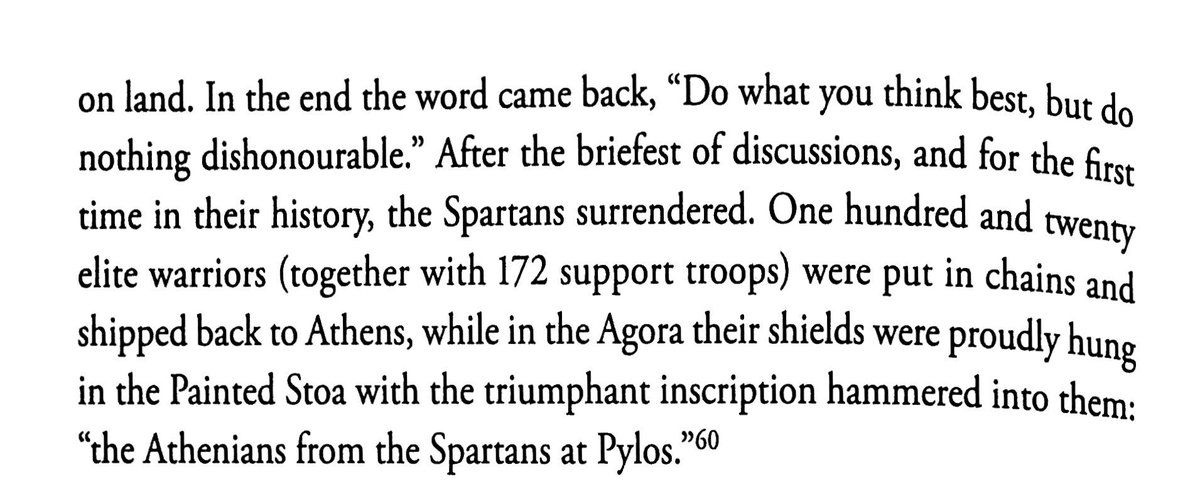 on land. In the end the word came back, “Do what you think best, but do
nothing dishonourable.” After the briefest of discussions, and for the first
time in their history, the Spartans surrendered. One hundred and twenty
elite warriors (together with 172 support troops) were put in chains and
shipped back to Athens, while in the Agora their shields were proudly hung
in the Painted Stoa with the triumphant inscription hammered into them:
“the Athenians from the Spartans at Pylos.”60